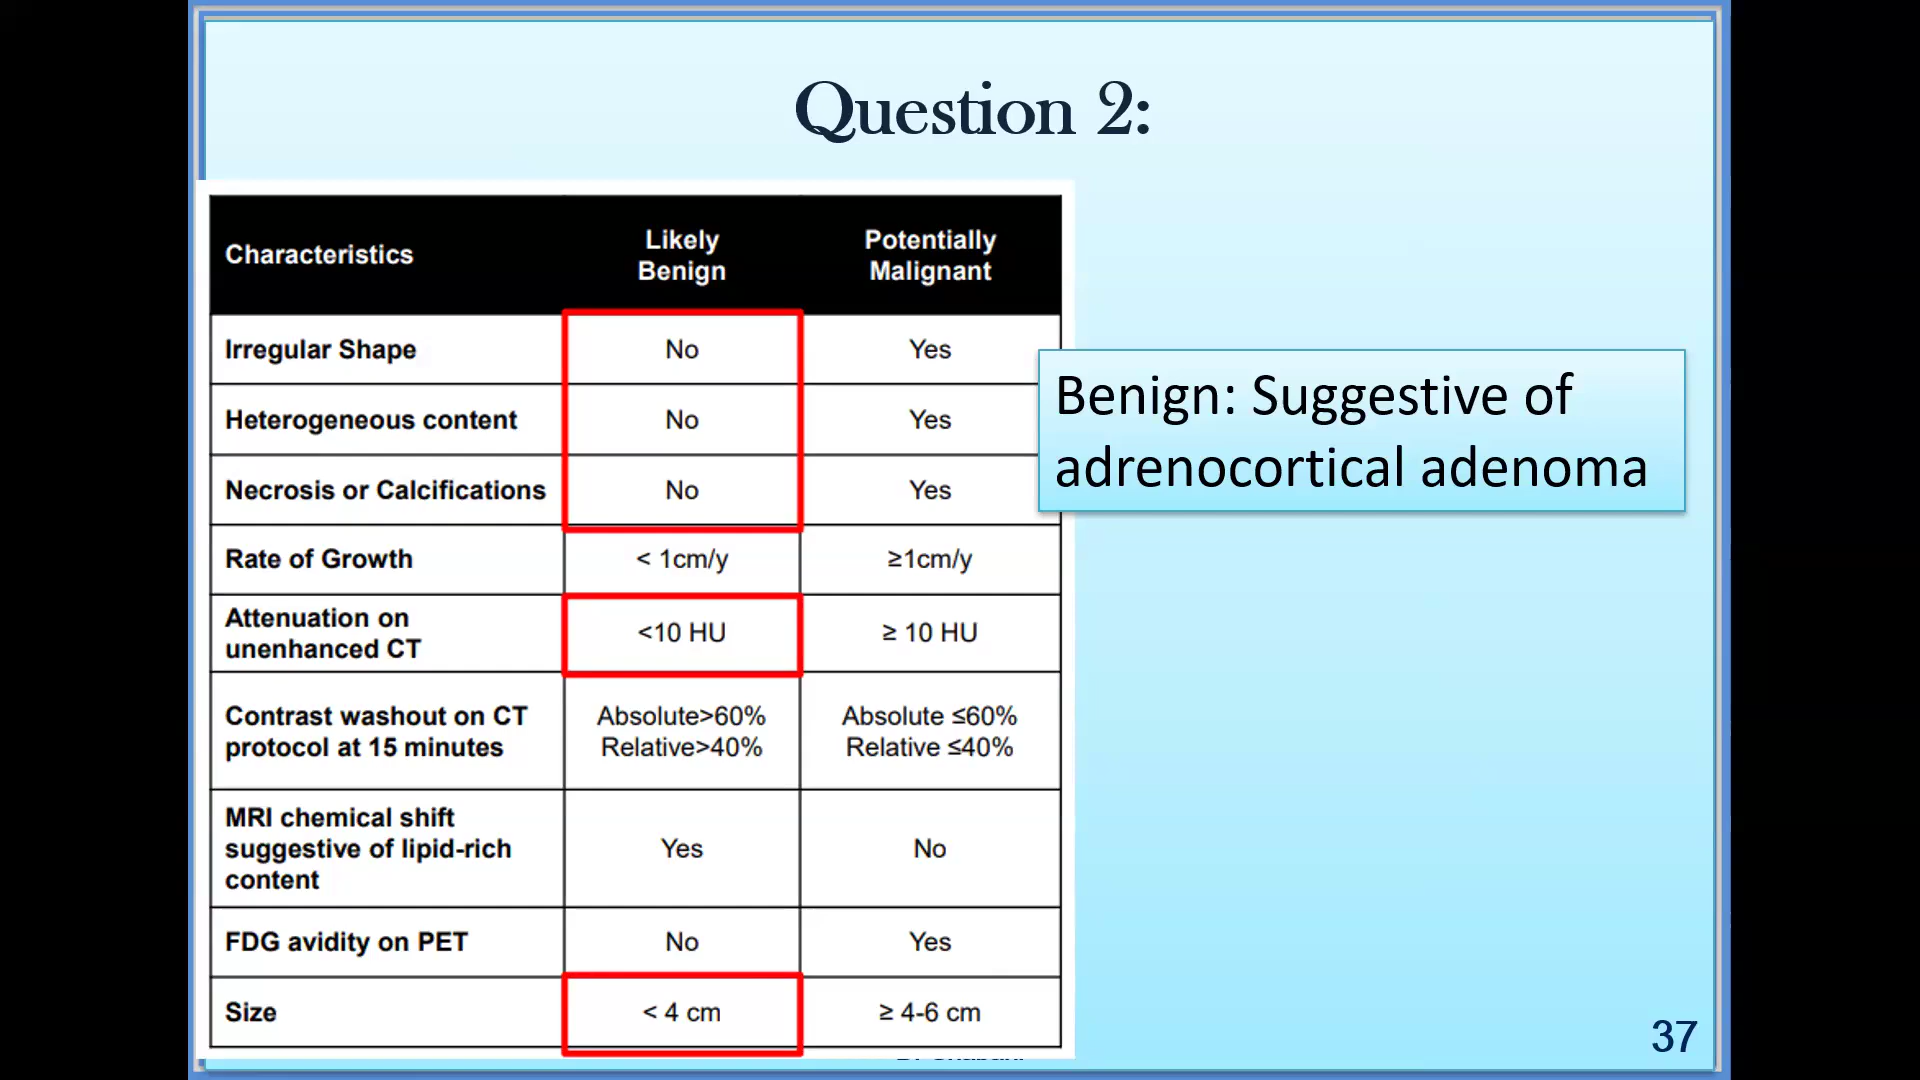 Question 2:
Characteristics Likely Benign Potentially Malignant
Irregular Shape No Yes
Heterogeneous content No Yes
Necrosis or Calcifications No Yes
Rate of Growth < 1cm/y ≥1cm/y
Attenuation on unenhanced CT <10 HU ≥ 10 HU
Contrast washout on CT protocol at 15 minutes Absolute>60% Relative>40% Absolute ≤60% Relative ≤40%
MRI chemical shift suggestive of lipid-rich content Yes No
FDG avidity on PET No Yes
Size < 4 cm ≥ 4-6 cm
Benign: Suggestive of
adrenocortical adenoma
37